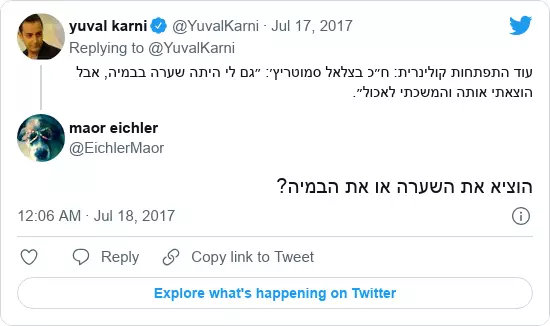 yuval karni @YuvalKarni · Jul 17, 2017
Replying to @YuvalKarni
עוד התפתחות קולינרית: ח״כ בצלאל סמוטריץ׳: ״גם לי היתה שערה בבמיה, אבל
הוצאתי אותה והמשכתי לאכול״.
maor eichler
@EichlerMaor
הוציא את השערה או את הבמיה?
12:06 AM · Jul 18, 2017
Reply
Copy link to Tweet
Explore what's happening on Twitter